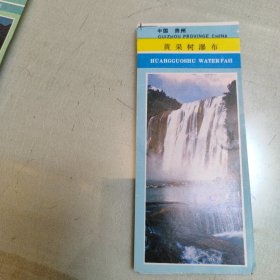 中国 贵州
GUIZHOU PROVINCE CHINA
黄果树瀑布
HUANGGUOSHU WATERFALL